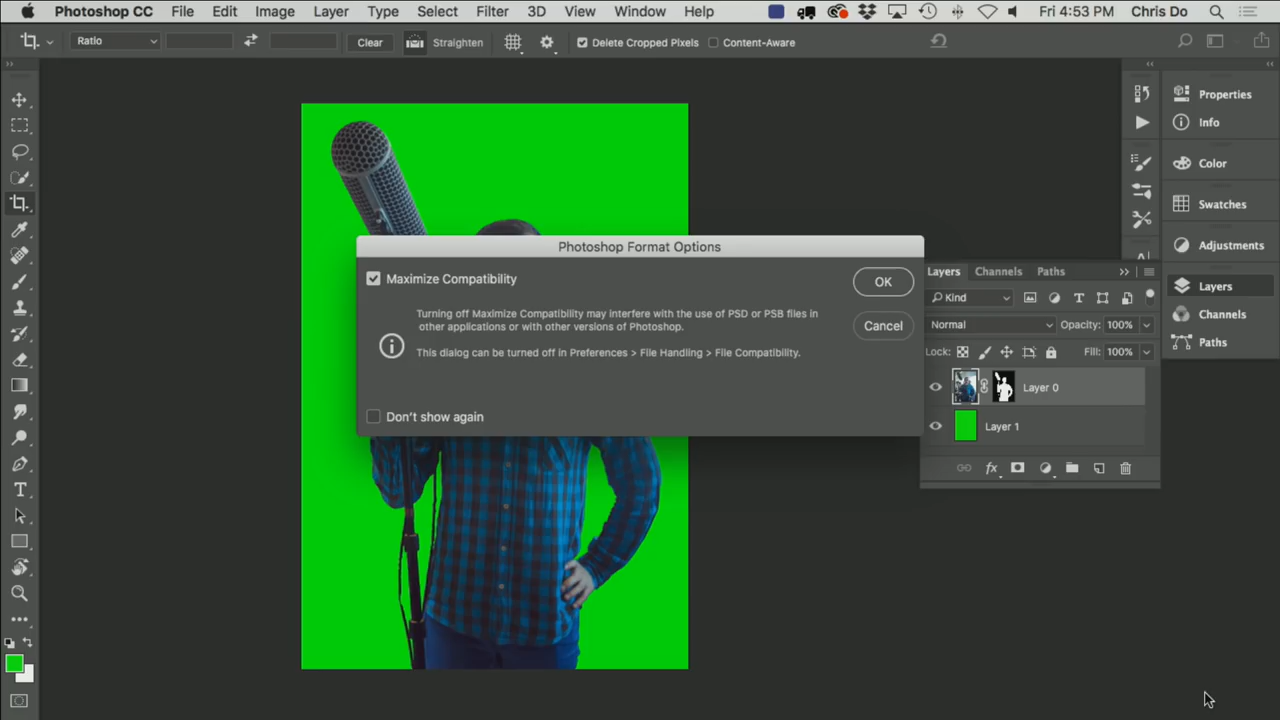 Photoshop CC File Edit Image Layer Type Select Filter 3D View Window Help Fri 4:53 PM Chris Do
Ratio Clear Straighten Delete Cropped Pixels Content-Aware
Properties
Info
Color
Swatches
Adjustments
Layers
Channels
Paths
Photoshop Format Options
Maximize Compatibility
OK
Turning off Maximize Compatibility may interfere with the use of PSD or PSB files in
other applications or with other versions of Photoshop.
Cancel
This dialog can be turned off in Preferences > File Handling > File Compatibility.
Don't show again
Layers Channels Paths
Kind
Normal Opacity: 100%
Lock: Fill: 100%
Layer 0
Layer 1
fx